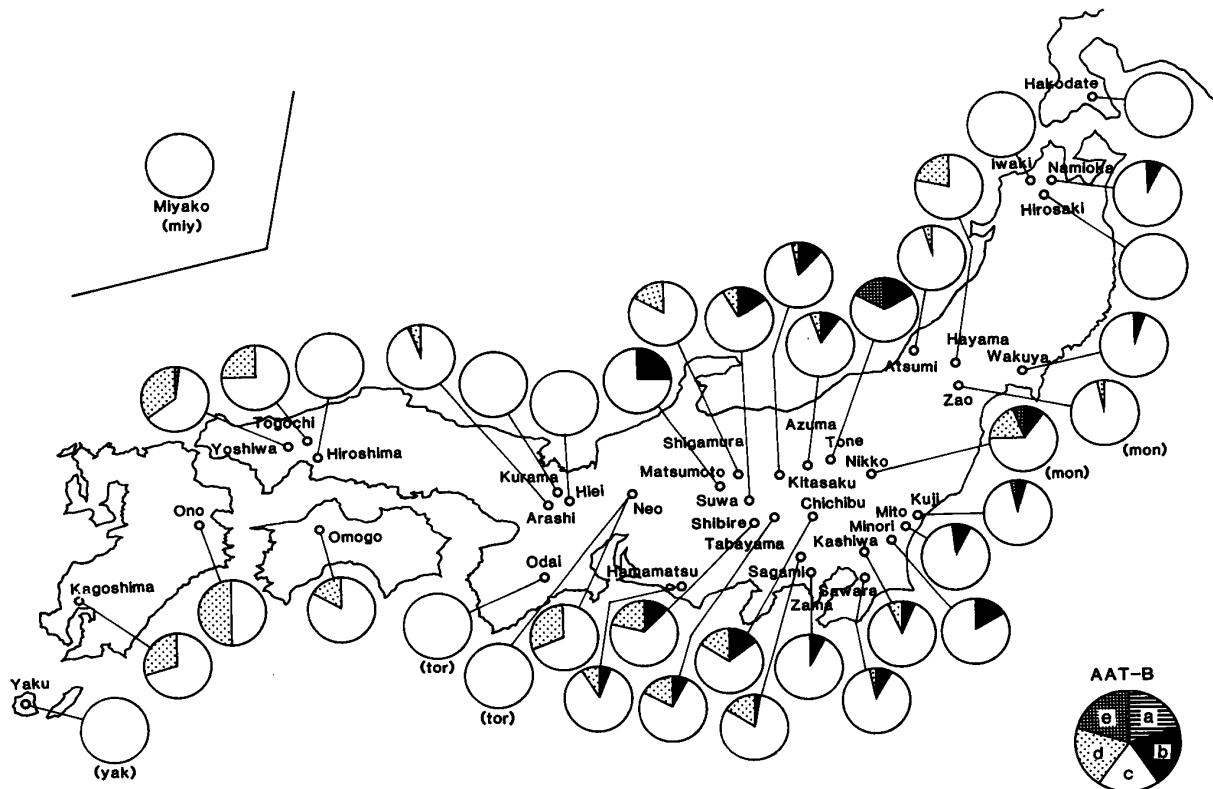 Hakodate
Iwaki
Namioka
Hirosaki
Miyako
(miy)
Hayama
Wakuya
Atsumi
Zao
(mon)
Azuma
Tone
Nikko
(mon)
Togochi
Yoshiwa
Hiroshima
Shigamura
Matsumoto
Kitasaku
Kurama
Hiei
Arashi
Neo
Suwa
Shibire
Chichibu
Tabayama
Kuji
Mito
Minori
Kashiwa
Ono
Omogo
Odai
Hamamatsu
Sagami
Sawara
Zama
Kagoshima
(tor)
(tor)
Yaku
(yak)
AAT-B
e a
d b
c